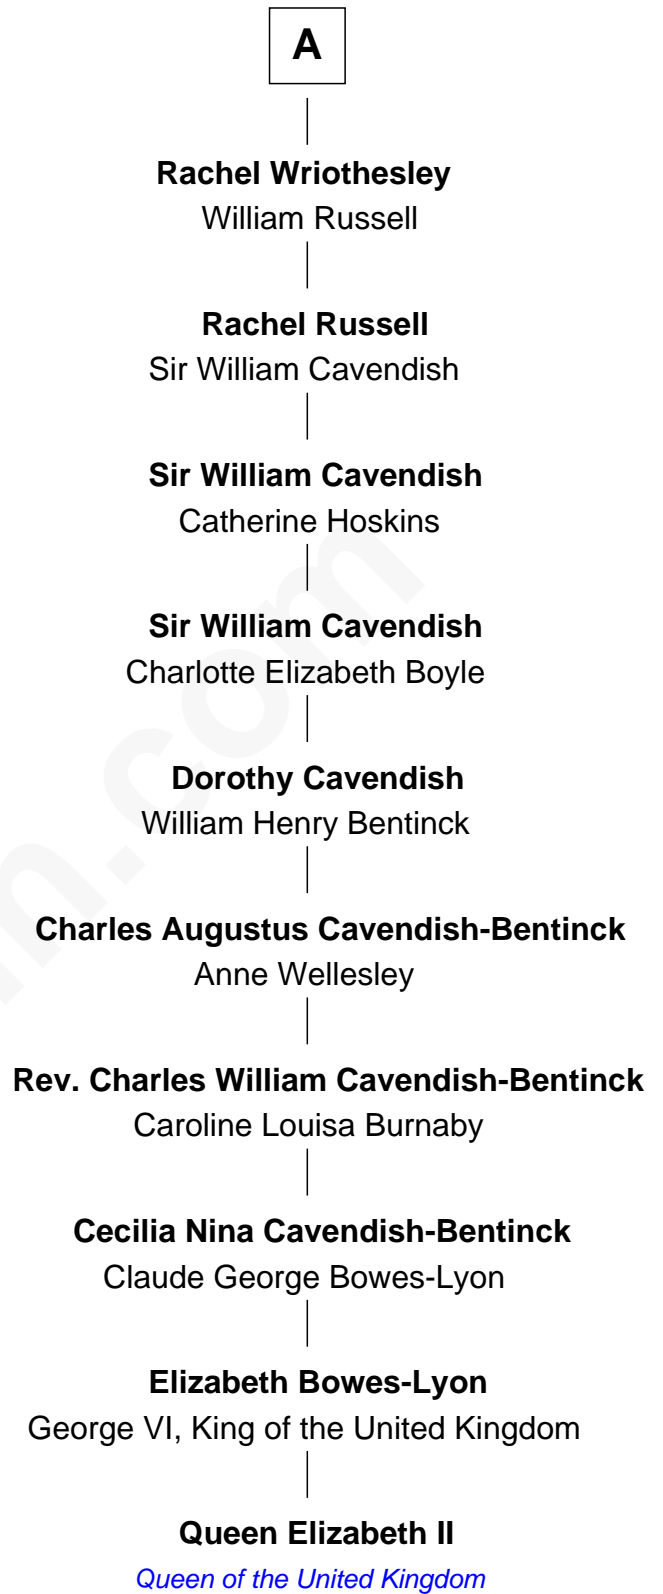 A
Rachel Wriothesley
William Russell
Rachel Russell
Sir William Cavendish
Sir William Cavendish
Catherine Hoskins
Sir William Cavendish
Charlotte Elizabeth Boyle
Dorothy Cavendish
William Henry Bentinck
Charles Augustus Cavendish-Bentinck
Anne Wellesley
Rev. Charles William Cavendish-Bentinck
Caroline Louisa Burnaby
Cecilia Nina Cavendish-Bentinck
Claude George Bowes-Lyon
Elizabeth Bowes-Lyon
George VI, King of the United Kingdom
Queen Elizabeth II
Queen of the United Kingdom